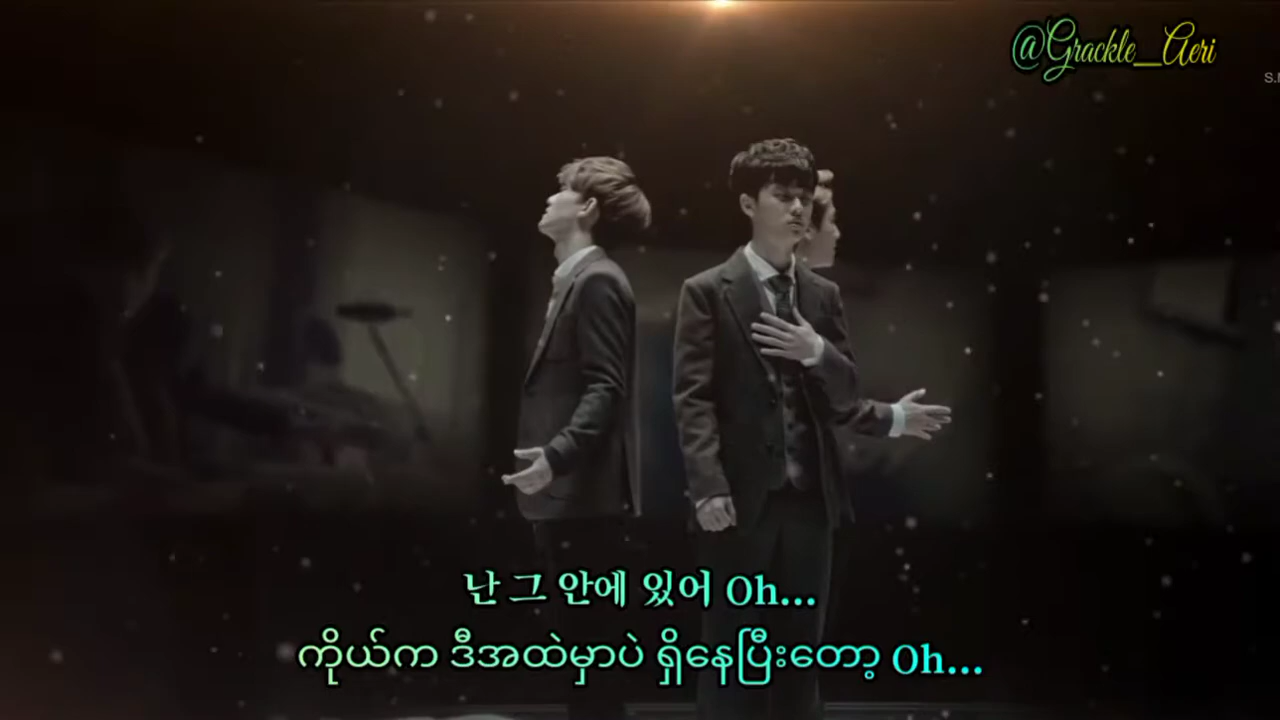 @Grackle_Aeri
난 그 안에 있어 Oh...
ကိုယ်က ဒီအထဲမှာပဲ ရှိနေပြီးတော့ Oh...